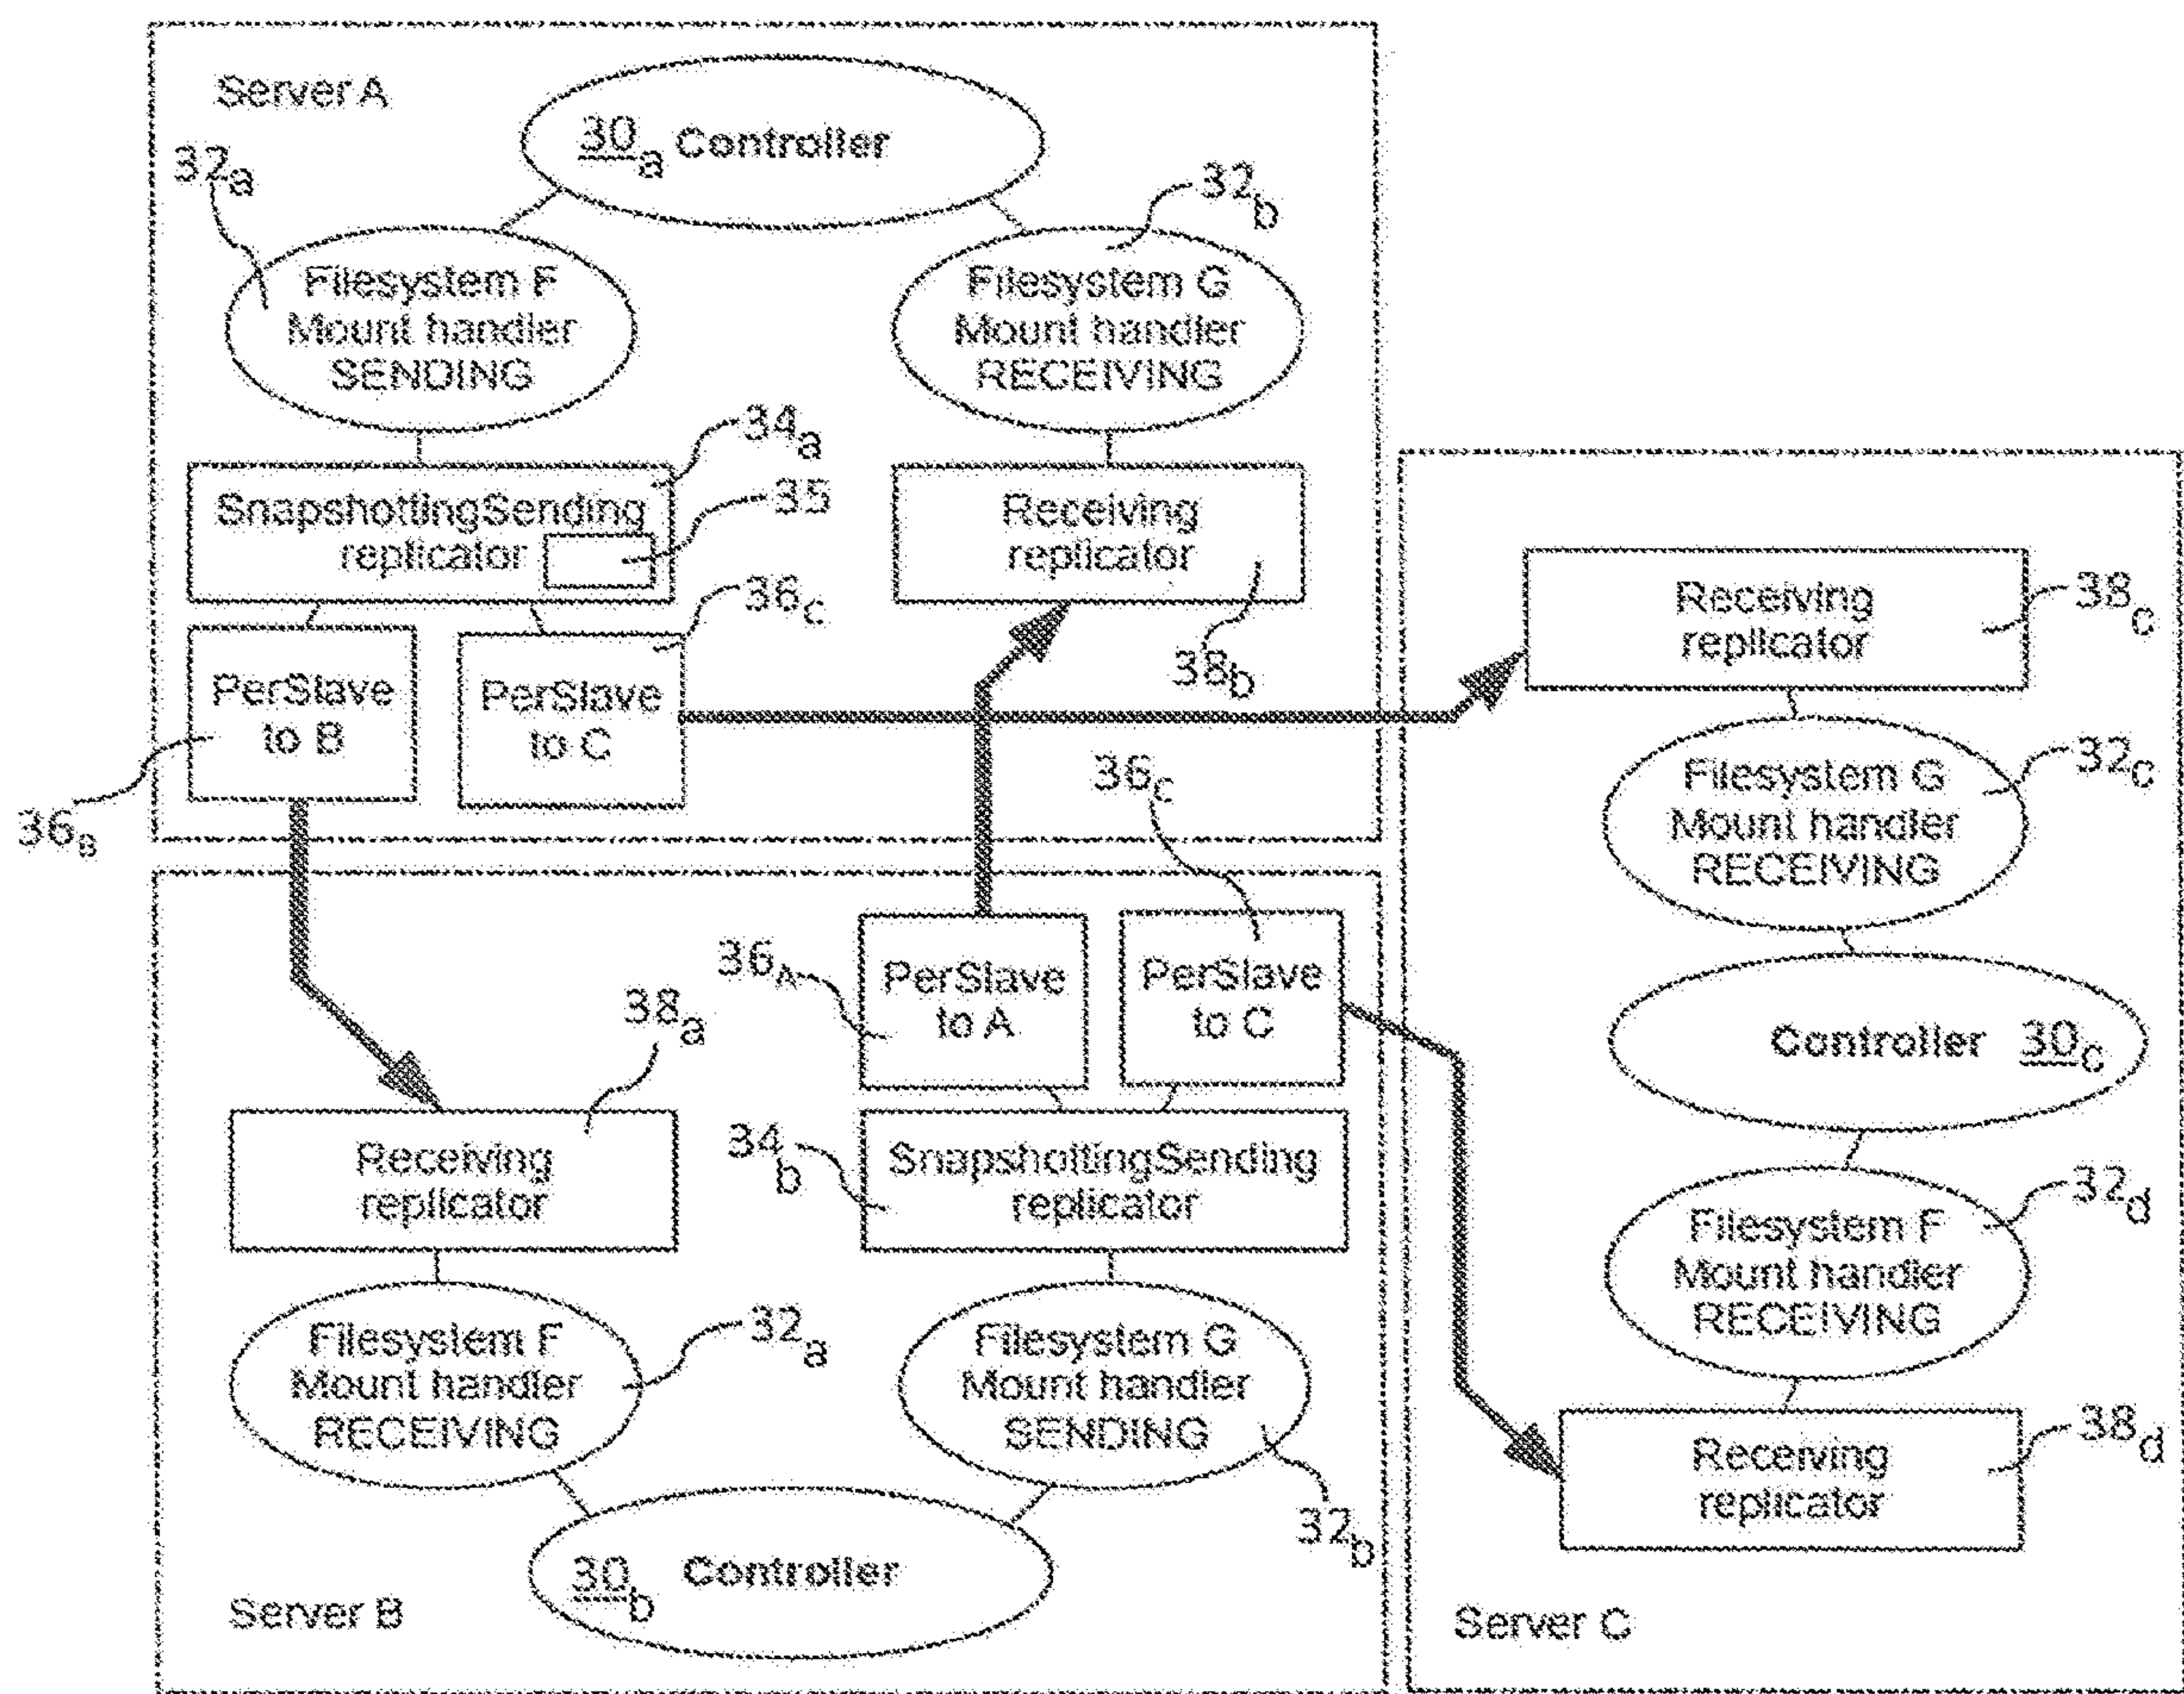 Server A
30a Controller
32a
32b
Filesystem F
Mount handler
SENDING
Filesystem G
Mount handler
RECEIVING
34a
35
SnapshottingSending
replicator
Receiving
replicator
36c
38b
PerSlave
to B
PerSlave
to C
36B
Receiving
replicator
38c
Filesystem G
Mount handler
RECEIVING
32c
Controller 30c
Filesystem F
Mount handler
RECEIVING
32d
Receiving
replicator
38d
Server C
36c
36A
PerSlave
to A
PerSlave
to C
38a
Receiving
replicator
34b
SnapshottingSending
replicator
Filesystem F
Mount handler
RECEIVING
32a
Filesystem G
Mount handler
SENDING
32b
30b Controller
Server B